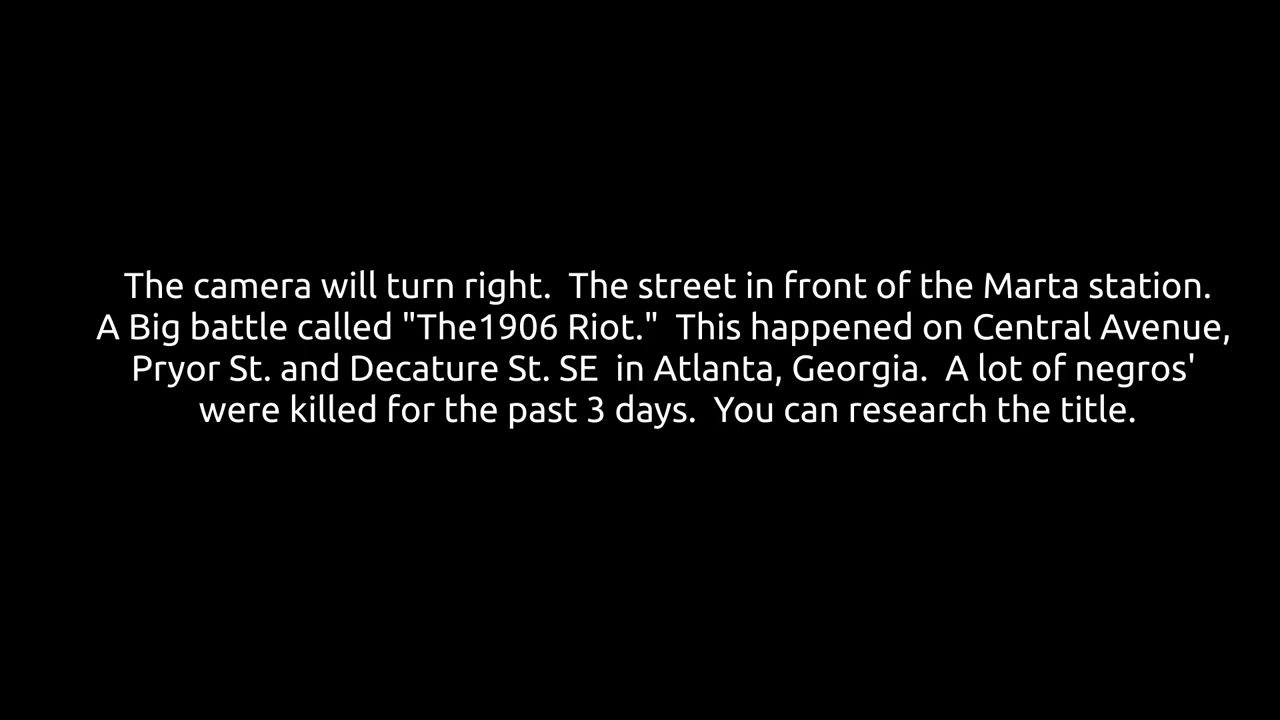 The camera will turn right.  The street in front of the Marta station.
A Big battle called "The1906 Riot."  This happened on Central Avenue,
Pryor St. and Decature St. SE  in Atlanta, Georgia.  A lot of negros'
were killed for the past 3 days.  You can research the title.